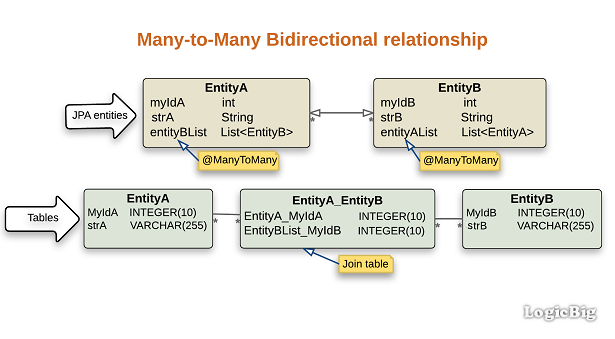 Many-to-Many Bidirectional relationship
JPA entities
EntityA
myIdA int
strA String
entityBList List<EntityB>
* *
EntityB
myIdB int
strB String
entityAList List<EntityA>
@ManyToMany
@ManyToMany
Tables
EntityA
MyIdA INTEGER(10)
strA VARCHAR(255)
* *
EntityA_EntityB
EntityA_MyIdA INTEGER(10)
EntityBList_MyIdB INTEGER(10)
* *
EntityB
MyIdB INTEGER(10)
strB VARCHAR(255)
Join table
LogicBig